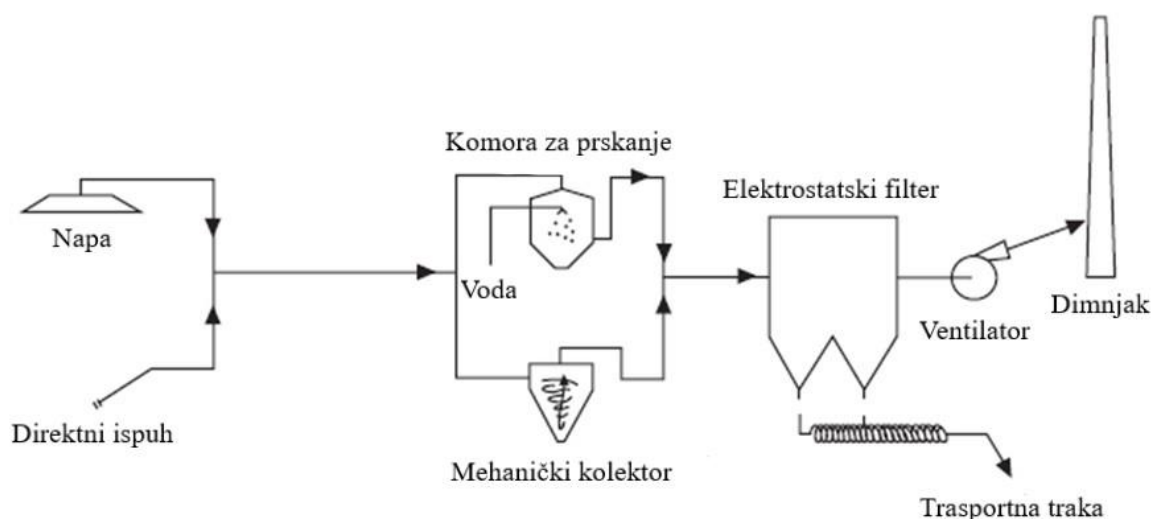 Komora za prskanje
Elektrostatski filter
Napa
Voda
Ventilator
Dimnjak
Direktni ispuh
Mehanički kolektor
Trasportna traka